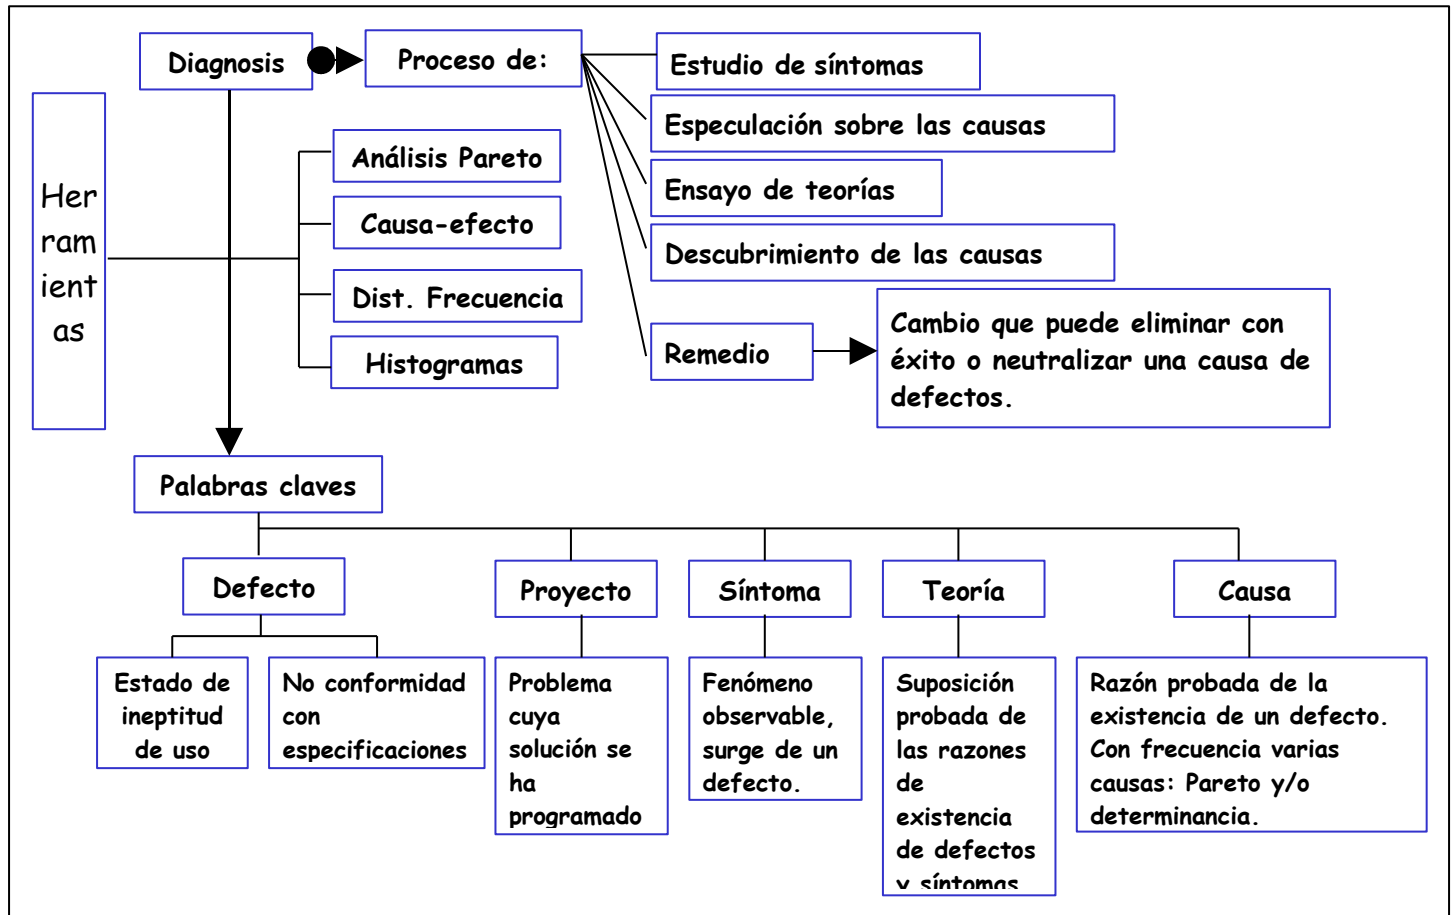 Diagnosis
Proceso de:
Estudio de síntomas
Especulación sobre las causas
Ensayo de teorías
Descubrimiento de las causas
Remedio
Cambio que puede eliminar con
éxito o neutralizar una causa de
defectos.
Her
ram
ient
as
Análisis Pareto
Causa-efecto
Dist. Frecuencia
Histogramas
Palabras claves
Defecto
Proyecto
Síntoma
Teoría
Causa
Estado de
ineptitud
de uso
No conformidad
con
especificaciones
Problema
cuya
solución se
ha
programado
Fenómeno
observable,
surge de un
defecto.
Suposición
probada de
las razones
de
existencia
de defectos
y síntomas
Razón probada de la
existencia de un defecto.
Con frecuencia varias
causas: Pareto y/o
determinancia.